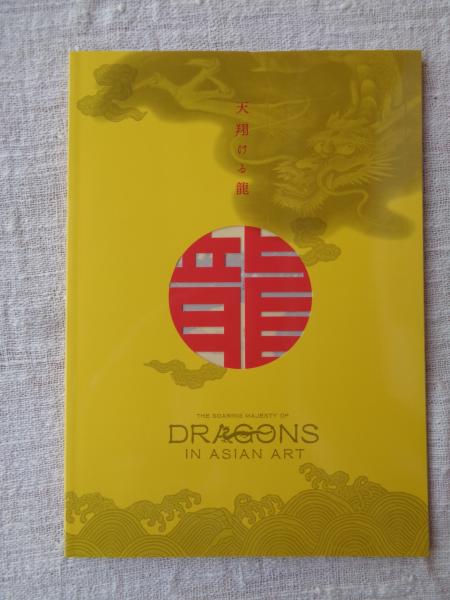 天翔ける龍
龍
THE SOARING MAJESTY OF
DRAGONS
IN ASIAN ART